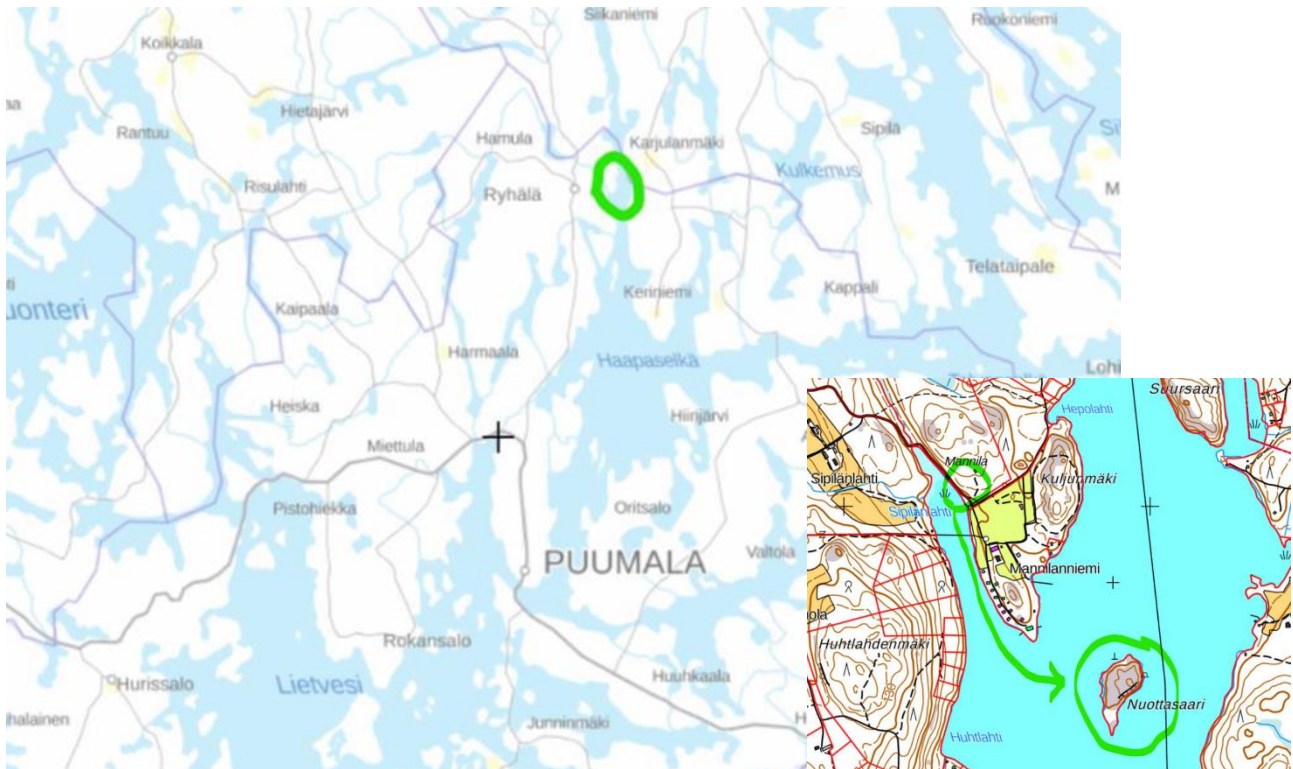 Siikaniemi
Ruokoniemi
Koikkala
Hietajärvi
Rantuu
Hamula
Karjulanmäki
Sipilä
Kulkemus
Risulahti
Ryhälä
Telataipale
Kaipaala
Kenniemi
Kappali
Harmaala
Haapaselkä
Heiska
Hiinjärvi
Miettula
Pistohiekka
Oritsalo
PUUMALA
Valtola
Rokansalo
Huuhkaala
Hurissalo
Lietvesi
Junninmäki
Suursaari
Hepolahti
Mannila
Sipilänlahti
Kuljunmäki
Sipilänlahti
Mannilanniemi
Huhtlahdenmäki
Nuottasaari
Huhtlahti